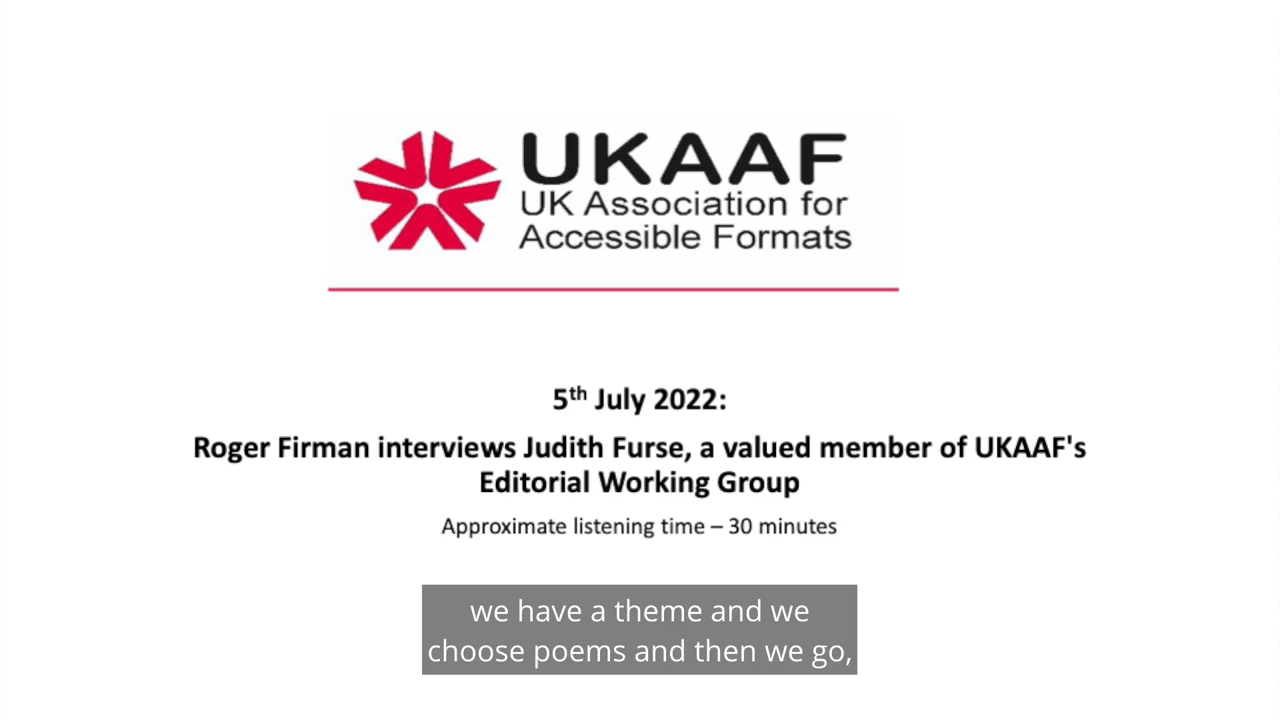 UKAAF
UK Association for
Accessible Formats
5th July 2022:
Roger Firman interviews Judith Furse, a valued member of UKAAF's
Editorial Working Group
Approximate listening time – 30 minutes
we have a theme and we
choose poems and then we go,